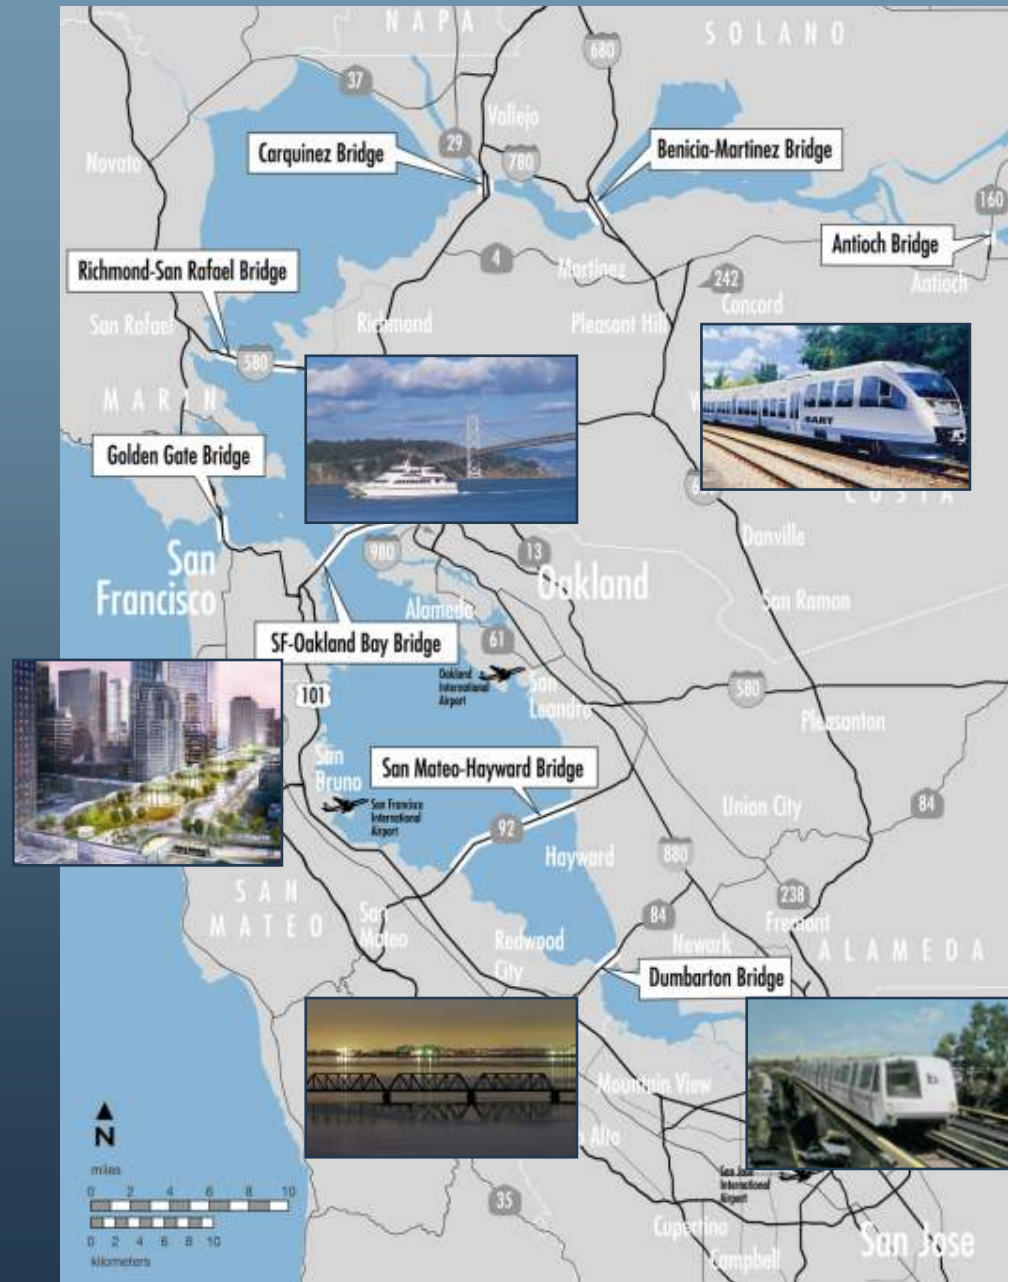 NAPA
SOLANO
680
37
Vallejo
29
Carquinez Bridge
780
Benicia-Martinez Bridge
Novato
160
Antioch Bridge
4
Martinez
Richmond-San Rafael Bridge
242
Antioch
Concord
San Rafael
Richmond
Pleasant Hill
580
MARIN
Golden Gate Bridge
COSTA
Danville
San
Francisco
980
13
Oakland
Alameda
San Ramon
SF-Oakland Bay Bridge
61
Oakland
International
Airport
San
Leandro
580
101
Pleasanton
San
Bruno
San Mateo-Hayward Bridge
San Francisco
International
Airport
Union City
84
92
Hayward
880
SAN
MATEO
238
84
San
Mateo
Fremont
Redwood
City
Newark
ALAMEDA
Dumbarton Bridge
Mountain View
b
N
Alto
miles
0 2 4 6 8 10
0 2 4 6 8 10
kilometers
San Jose
International
Airport
35
Cupertino
San Jose
Campbell